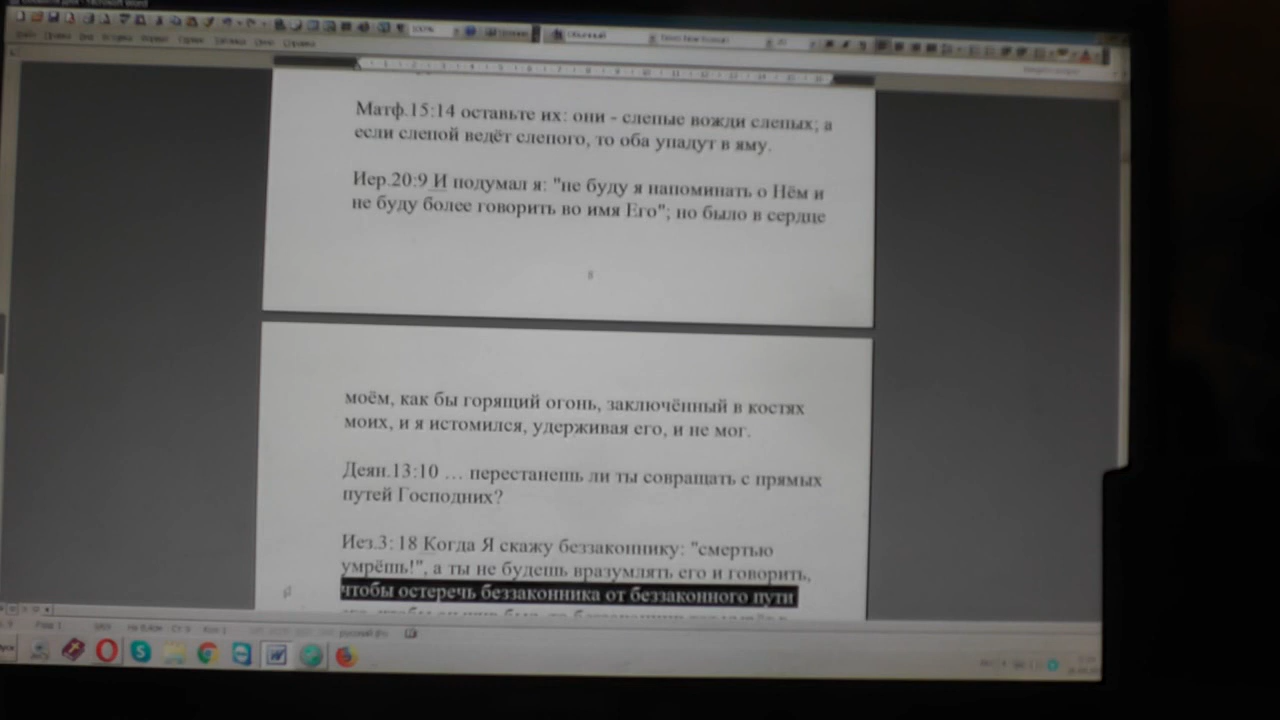 100%
Обычный
Матф.15:14 оставьте их: они - слепые вожди слепых; а
если слепой ведёт слепого, то оба упадут в яму.
Иер.20:9 И подумал я: "не буду я напоминать о Нём и
не буду более говорить во имя Его"; но было в сердце
8
моём, как бы горящий огонь, заключённый в костях
моих, и я истомился, удерживая его, и не мог.
Деян.13:10 … перестанешь ли ты совращать с прямых
путей Господних?
Иез.3: 18 Когда Я скажу беззаконнику: "смертью
умрёшь!", а ты не будешь вразумлять его и говорить,
чтобы остеречь беззаконника от беззаконного пути